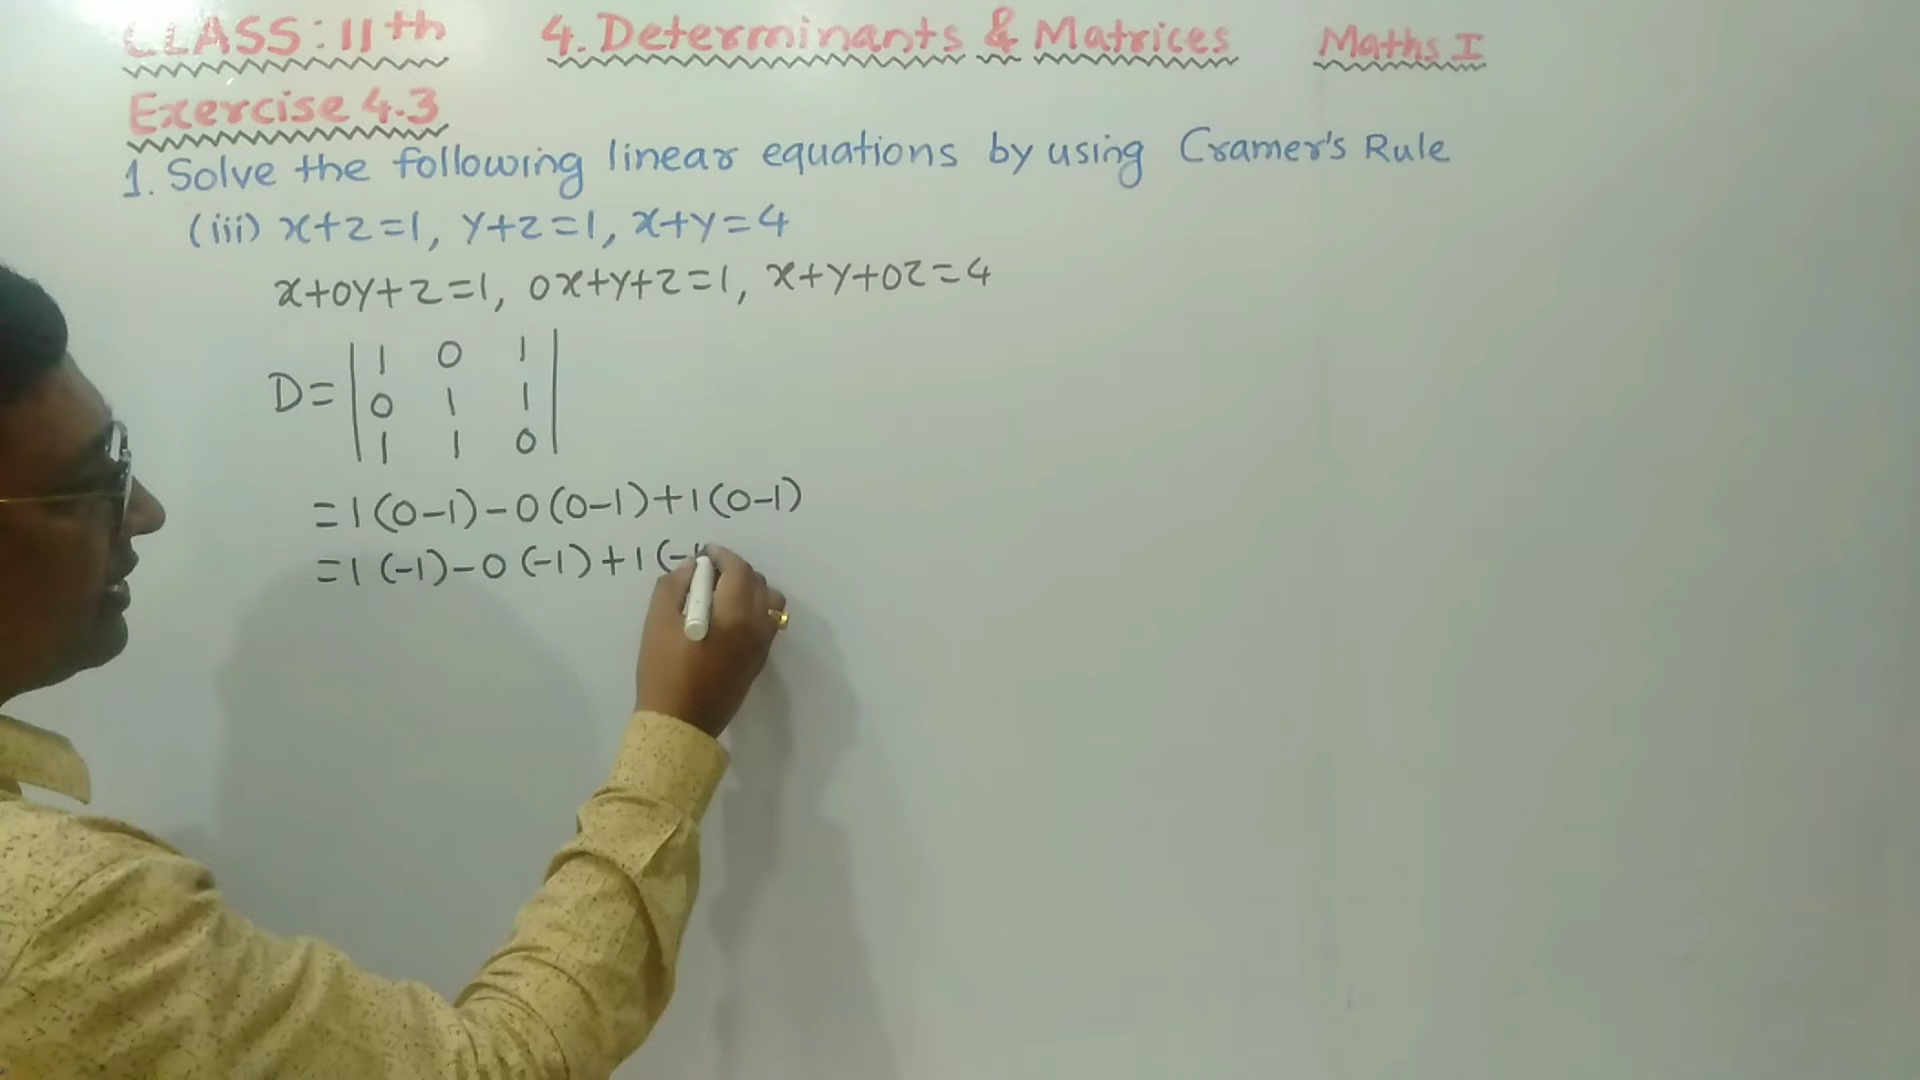 CLASS: 11th 4. Determinants & Matrices Maths I
Exercise 4.3
1. Solve the following linear equations by using Cramer's Rule
(iii) x+z=1, y+z=1, x+y=4
x+0y+z=1, 0x+y+z=1, x+y+0z=4
1 0 1
D= 0 1 1
1 1 0
=1(0-1)-0(0-1)+1(0-1)
=1(-1)-0(-1)+1(-1